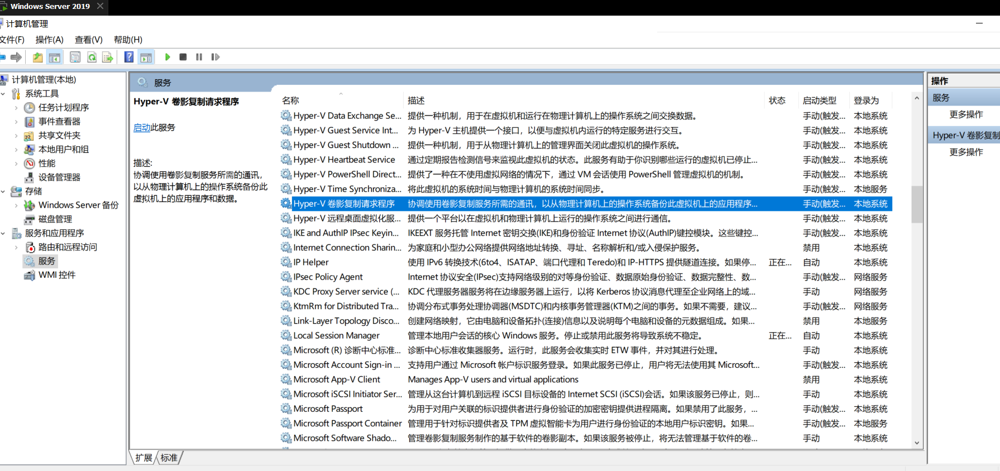 Windows Server 2019
计算机管理
文件(F) 操作(A) 查看(V) 帮助(H)
计算机管理(本地)
系统工具
任务计划程序
事件查看器
共享文件夹
本地用户和组
性能
设备管理器
存储
Windows Server 备份
磁盘管理
服务和应用程序
路由和远程访问
服务
WMI 控件
服务
Hyper-V 卷影复制请求程序
启动此服务
描述:
协调使用卷影复制服务所需的通讯，
以从物理计算机上的操作系统备份此
虚拟机上的应用程序和数据。
名称 描述 状态 启动类型 登录为
Hyper-V Data Exchange Se... 提供一种机制，用于在虚拟机和运行在物理计算机上的操作系统之间交换数据。 手动(触发... 本地系统
Hyper-V Guest Service Int... 为 Hyper-V 主机提供一个接口，以便与虚拟机内运行的特定服务进行交互。 手动(触发... 本地系统
Hyper-V Guest Shutdown ... 提供一种机制，用于从物理计算机上的管理界面关闭此虚拟机的操作系统。 手动(触发... 本地系统
Hyper-V Heartbeat Service 通过定期报告检测信号来监视此虚拟机的状态。此服务有助于你识别哪些运行的虚拟机已停止... 手动(触发... 本地系统
Hyper-V PowerShell Direct... 提供了一种在不使用虚拟网络的情况下，通过 VM 会话使用 PowerShell 管理虚拟机的机制。 手动(触发... 本地系统
Hyper-V Time Synchroniza... 将此虚拟机的系统时间与物理计算机的系统时间同步。 手动(触发... 本地服务
Hyper-V 卷影复制请求程序 协调使用卷影复制服务所需的通讯，以从物理计算机上的操作系统备份此虚拟机上的应用程序... 手动(触发... 本地系统
Hyper-V 远程桌面虚拟化服... 提供一个平台以在虚拟机和物理计算机上运行的操作系统之间进行通信。 手动(触发... 本地系统
IKE and AuthIP IPsec Keyin... IKEEXT 服务托管 Internet 密钥交换(IKE)和身份验证 Internet 协议(AuthIP)键控模块。这些键控... 手动(触发... 本地系统
Internet Connection Sharin... 为家庭和小型办公网络提供网络地址转换、寻址、名称解析和/或入侵保护服务。 禁用 本地系统
IP Helper 使用 IPv6 转换技术(6to4、ISATAP、端口代理和 Teredo)和 IP-HTTPS 提供隧道连接。如果停... 正在... 自动 本地系统
IPsec Policy Agent Internet 协议安全(IPsec)支持网络级别的对等身份验证、数据原始身份验证、数据完整性、数... 手动(触发... 网络服务
KDC Proxy Server service (... KDC 代理服务器服务将在边缘服务器上运行，以将 Kerberos 协议消息代理至企业网络上的域... 手动 网络服务
KtmRm for Distributed Tra... 协调分布式事务处理协调器(MSDTC)和内核事务管理器(KTM)之间的事务。如果不需要，建议... 手动(触发... 网络服务
Link-Layer Topology Disco... 创建网络映射，它由电脑和设备拓扑(连接)信息以及说明每个电脑和设备的元数据组成。如果... 禁用 本地服务
Local Session Manager 管理本地用户会话的核心 Windows 服务。停止或禁用此服务将导致系统不稳定。 正在... 自动 本地系统
Microsoft (R) 诊断中心标准... 诊断中心标准收集器服务。运行时，此服务会收集实时 ETW 事件，并对其进行处理。 手动 本地系统
Microsoft Account Sign-in ... 支持用户通过 Microsoft 帐户标识服务登录。如果此服务已停止，用户将无法使用其 Microsoft... 手动(触发... 本地系统
Microsoft App-V Client Manages App-V users and virtual applications 禁用 本地系统
Microsoft iSCSI Initiator Ser... 管理从这台计算机到远程 iSCSI 目标设备的 Internet SCSI (iSCSI)会话。如果该服务已停止，则... 手动 本地系统
Microsoft Passport 为用于对用户关联的标识提供者进行身份验证的加密密钥提供进程隔离。如果禁用了此服务，... 手动(触发... 本地系统
Microsoft Passport Container 管理用于针对标识提供者及 TPM 虚拟智能卡为用户进行身份验证的本地用户标识密钥。如果... 手动(触发... 本地服务
Microsoft Software Shado... 管理卷影复制服务制作的基于软件的卷影副本。如果该服务被停止，将无法管理基于软件的卷... 手动 本地系统
扩展 标准
操作
服务
更多操作
Hyper-V 卷影复制
更多操作